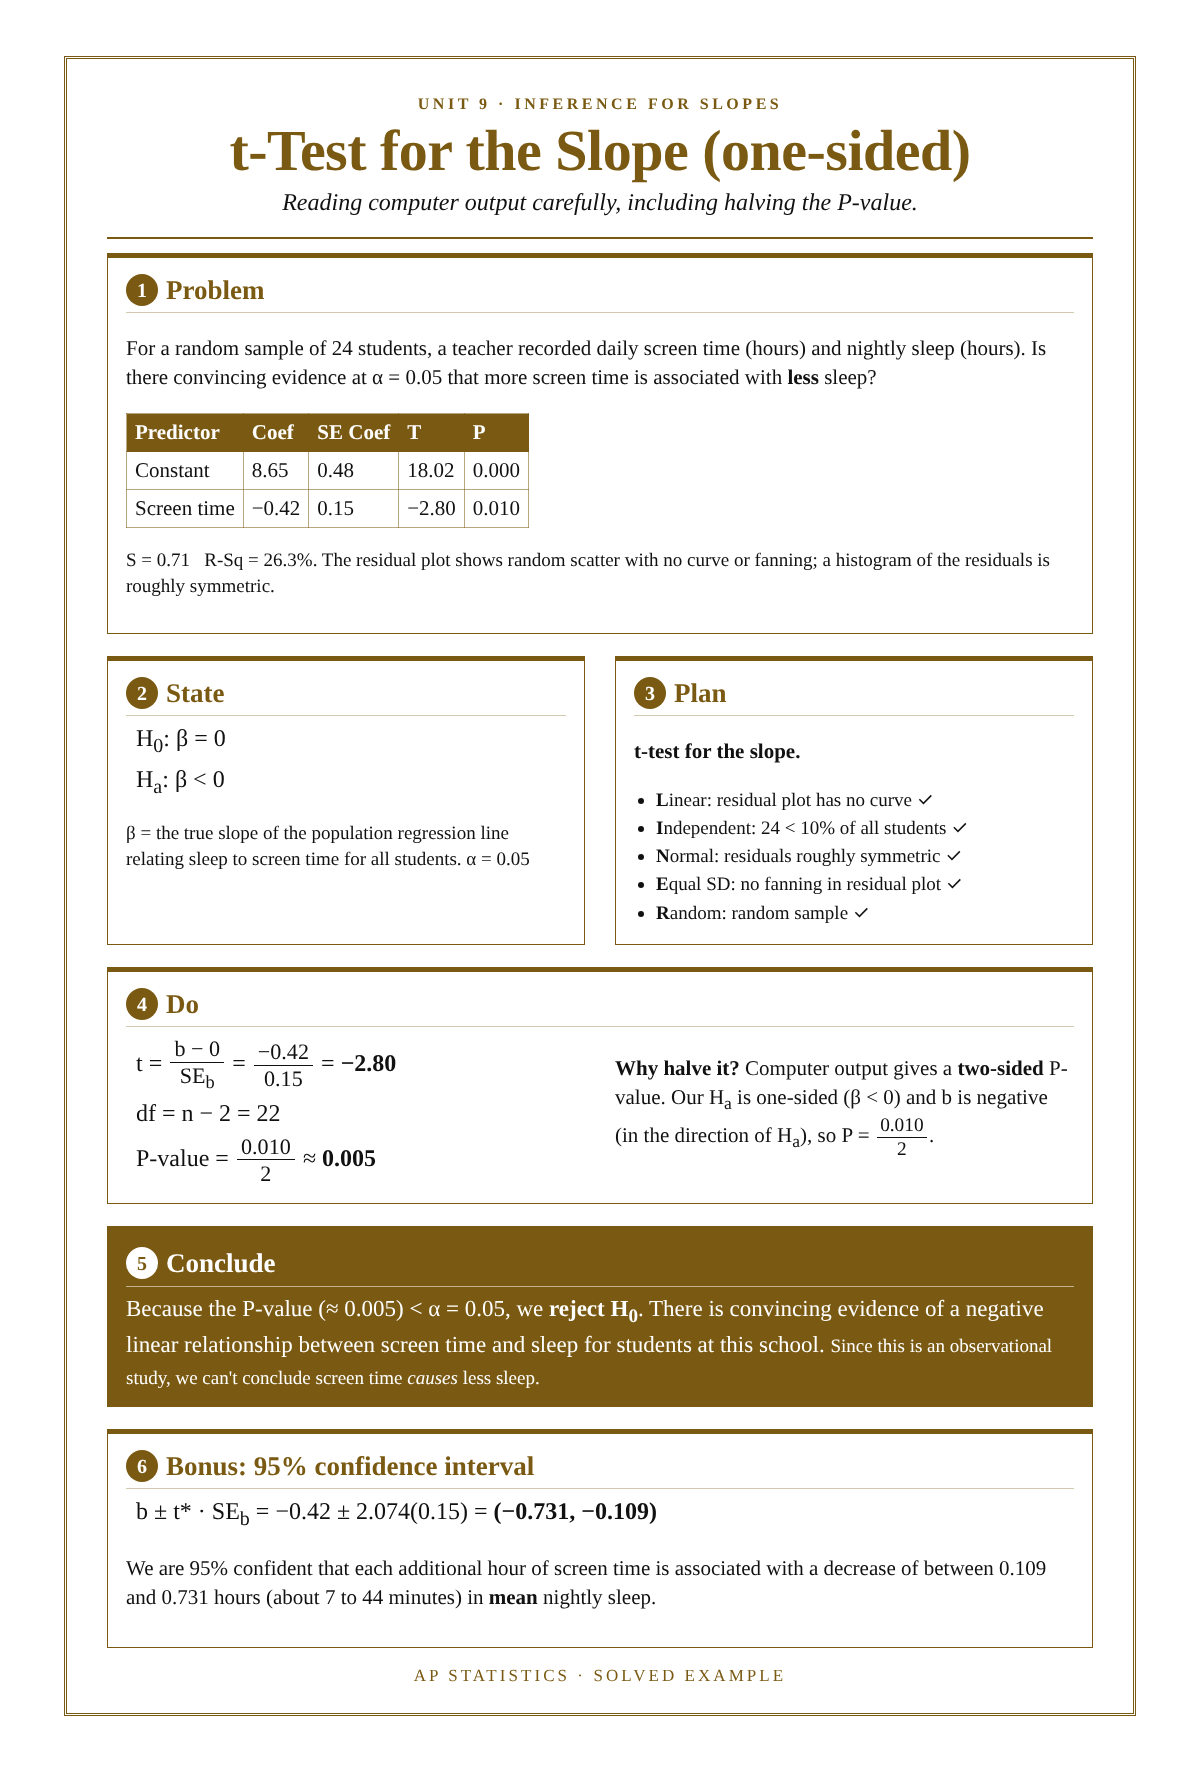 UNIT 9 · INFERENCE FOR SLOPES
t-Test for the Slope (one-sided)
Reading computer output carefully, including halving the P-value.
1 Problem
For a random sample of 24 students, a teacher recorded daily screen time (hours) and nightly sleep (hours). Is
there convincing evidence at α = 0.05 that more screen time is associated with less sleep?
Predictor Coef SE Coef T P
Constant 8.65 0.48 18.02 0.000
Screen time −0.42 0.15 −2.80 0.010
S = 0.71 R-Sq = 26.3%. The residual plot shows random scatter with no curve or fanning; a histogram of the residuals is
roughly symmetric.
2 State
H0: β = 0
Ha: β < 0
β = the true slope of the population regression line
relating sleep to screen time for all students. α = 0.05
3 Plan
t-test for the slope.
• Linear: residual plot has no curve ✓
• Independent: 24 < 10% of all students ✓
• Normal: residuals roughly symmetric ✓
• Equal SD: no fanning in residual plot ✓
• Random: random sample ✓
4 Do
t = (b − 0)/SEb = −0.42/0.15 = −2.80
df = n − 2 = 22
P-value = 0.010/2 ≈ 0.005
Why halve it? Computer output gives a two-sided P-
value. Our Ha is one-sided (β < 0) and b is negative
(in the direction of Ha), so P = 0.010/2.
5 Conclude
Because the P-value (≈ 0.005) < α = 0.05, we reject H0. There is convincing evidence of a negative
linear relationship between screen time and sleep for students at this school. Since this is an observational
study, we can't conclude screen time causes less sleep.
6 Bonus: 95% confidence interval
b ± t* · SEb = −0.42 ± 2.074(0.15) = (−0.731, −0.109)
We are 95% confident that each additional hour of screen time is associated with a decrease of between 0.109
and 0.731 hours (about 7 to 44 minutes) in mean nightly sleep.
AP STATISTICS · SOLVED EXAMPLE